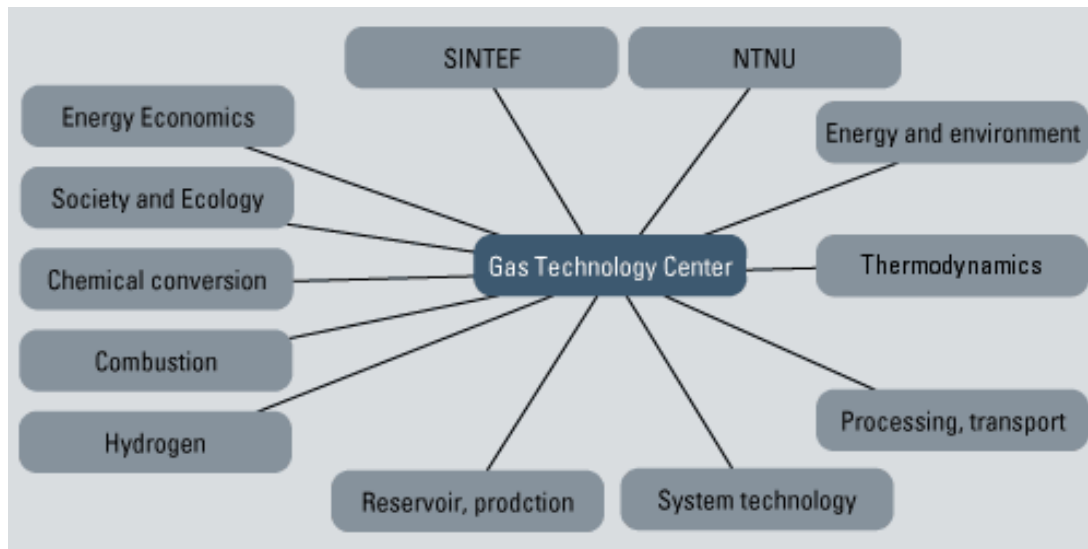 SINTEF
NTNU
Energy Economics
Energy and environment
Society and Ecology
Gas Technology Center
Thermodynamics
Chemical conversion
Combustion
Processing, transport
Hydrogen
Reservoir, prodction
System technology